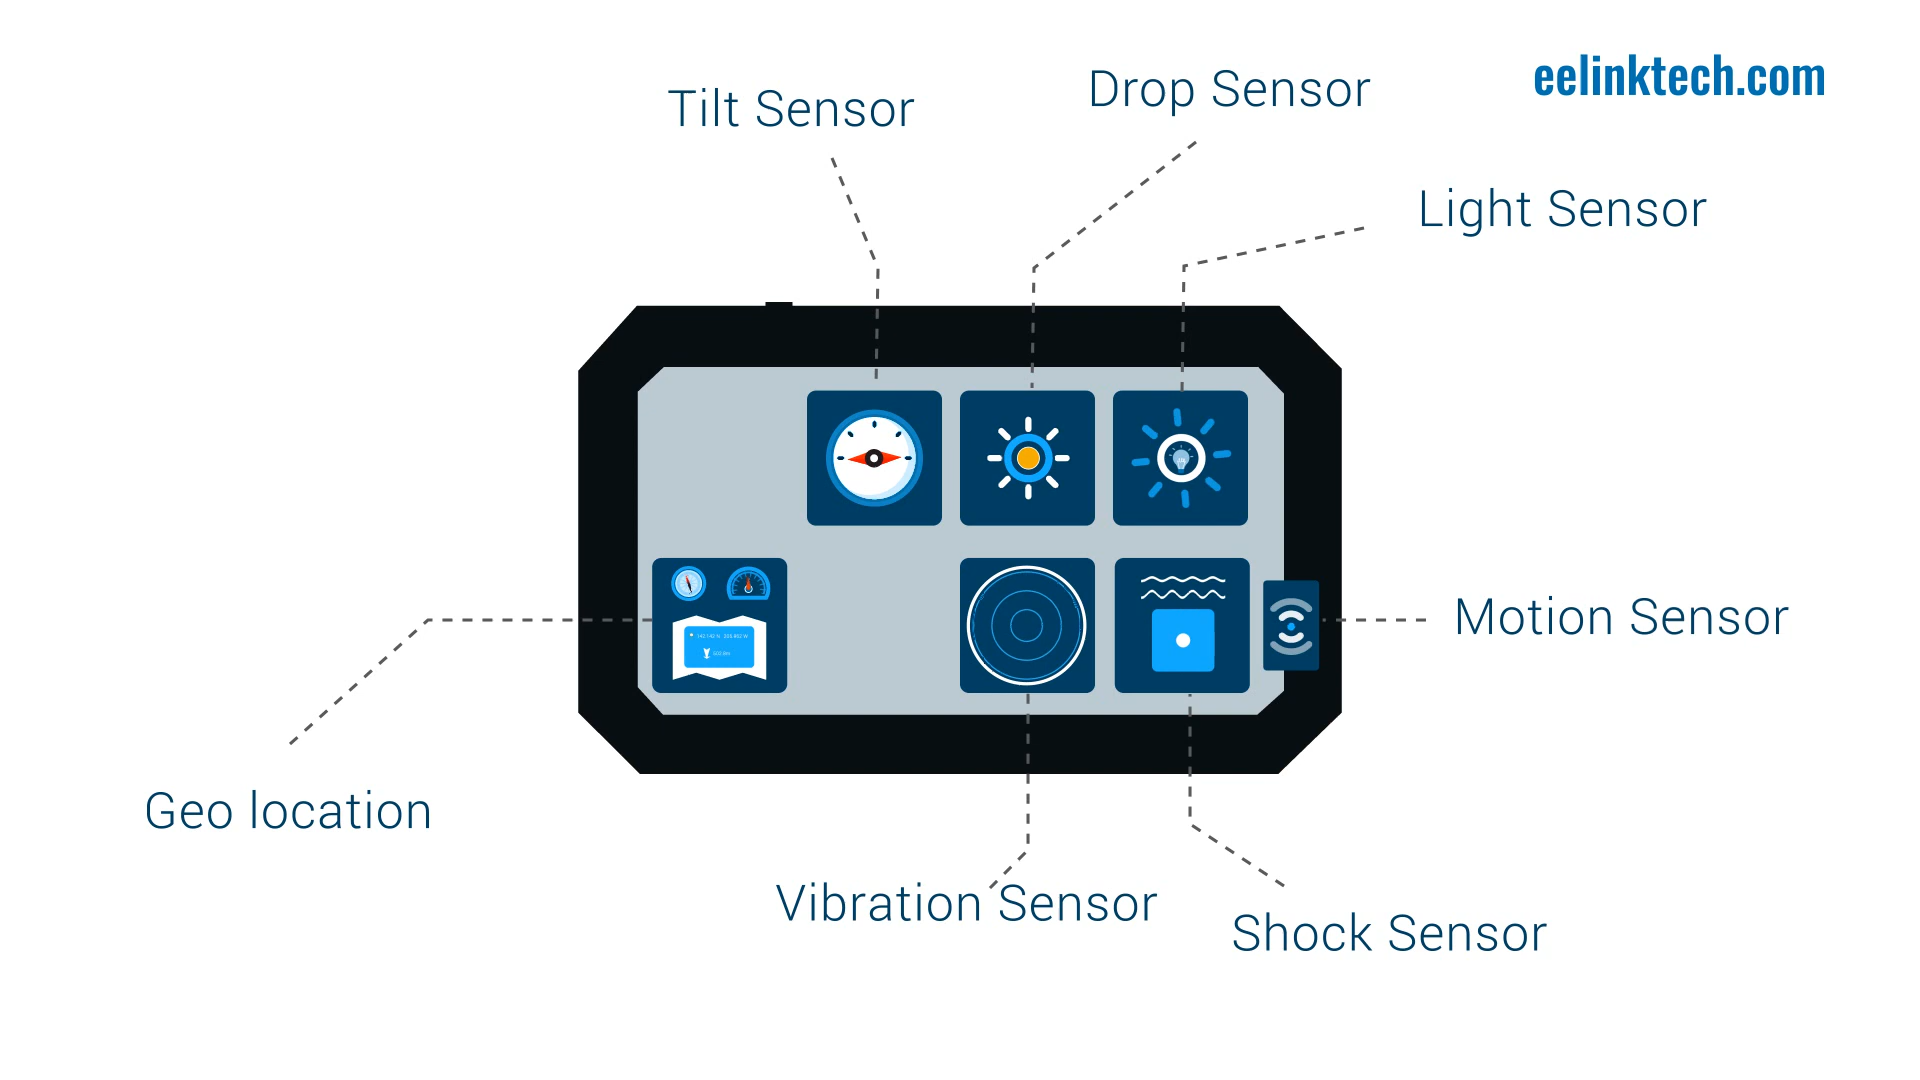 eelinktech.com
Tilt Sensor
Drop Sensor
Light Sensor
Motion Sensor
Geo location
Vibration Sensor
Shock Sensor